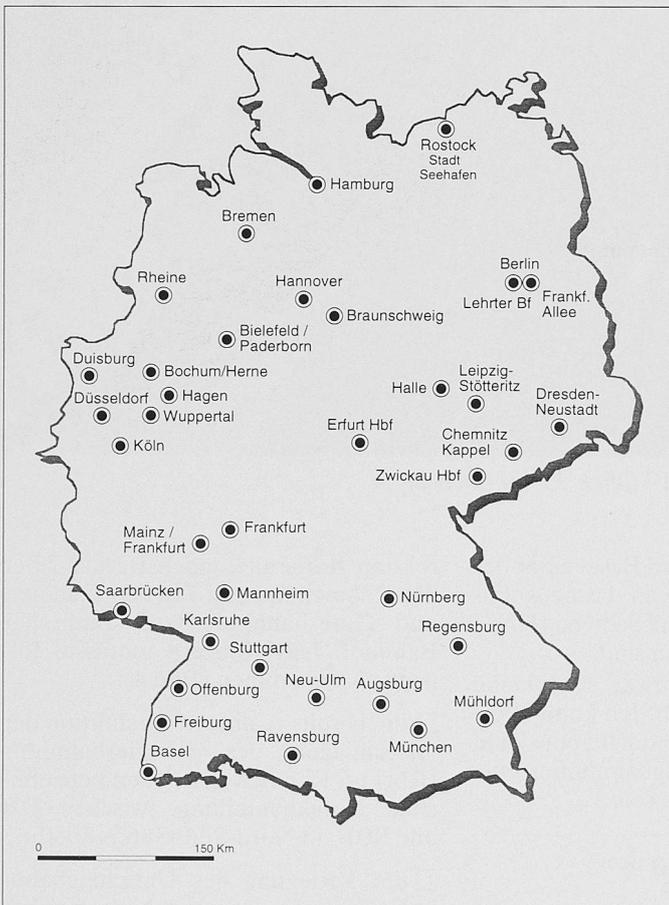 Rostock
Stadt
Seehafen
Hamburg
Bremen
Rheine
Hannover
Berlin
Lehrter Bf
Frankf.
Allee
Braunschweig
Bielefeld /
Paderborn
Duisburg
Bochum/Herne
Halle
Leipzig-
Stötteritz
Düsseldorf
Hagen
Dresden-
Neustadt
Wuppertal
Erfurt Hbf
Chemnitz
Kappel
Köln
Zwickau Hbf
Mainz /
Frankfurt
Frankfurt
Saarbrücken
Mannheim
Nürnberg
Karlsruhe
Regensburg
Stuttgart
Offenburg
Neu-Ulm
Augsburg
Mühldorf
Freiburg
München
Basel
Ravensburg
0 150 Km